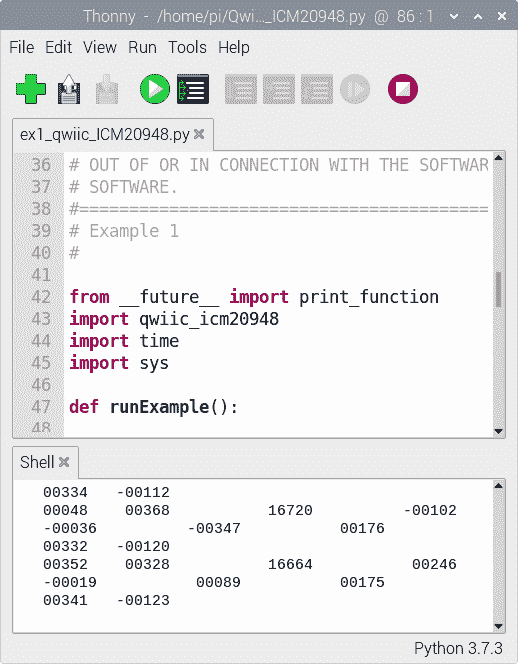 Thonny - /home/pi/Qwi..._ICM20948.py @ 86 : 1
File Edit View Run Tools Help
ex1_qwiic_ICM20948.py
36 # OUT OF OR IN CONNECTION WITH THE SOFTWAR
37 # SOFTWARE.
38 #==========================================
39 # Example 1
40 #
41
42 from __future__ import print_function
43 import qwiic_icm20948
44 import time
45 import sys
46
47 def runExample():
48
Shell
00334 -00112
00048 00368 16720 -00102
-00036 -00347 00176
00332 -00120
00352 00328 16664 00246
-00019 00089 00175
00341 -00123
Python 3.7.3